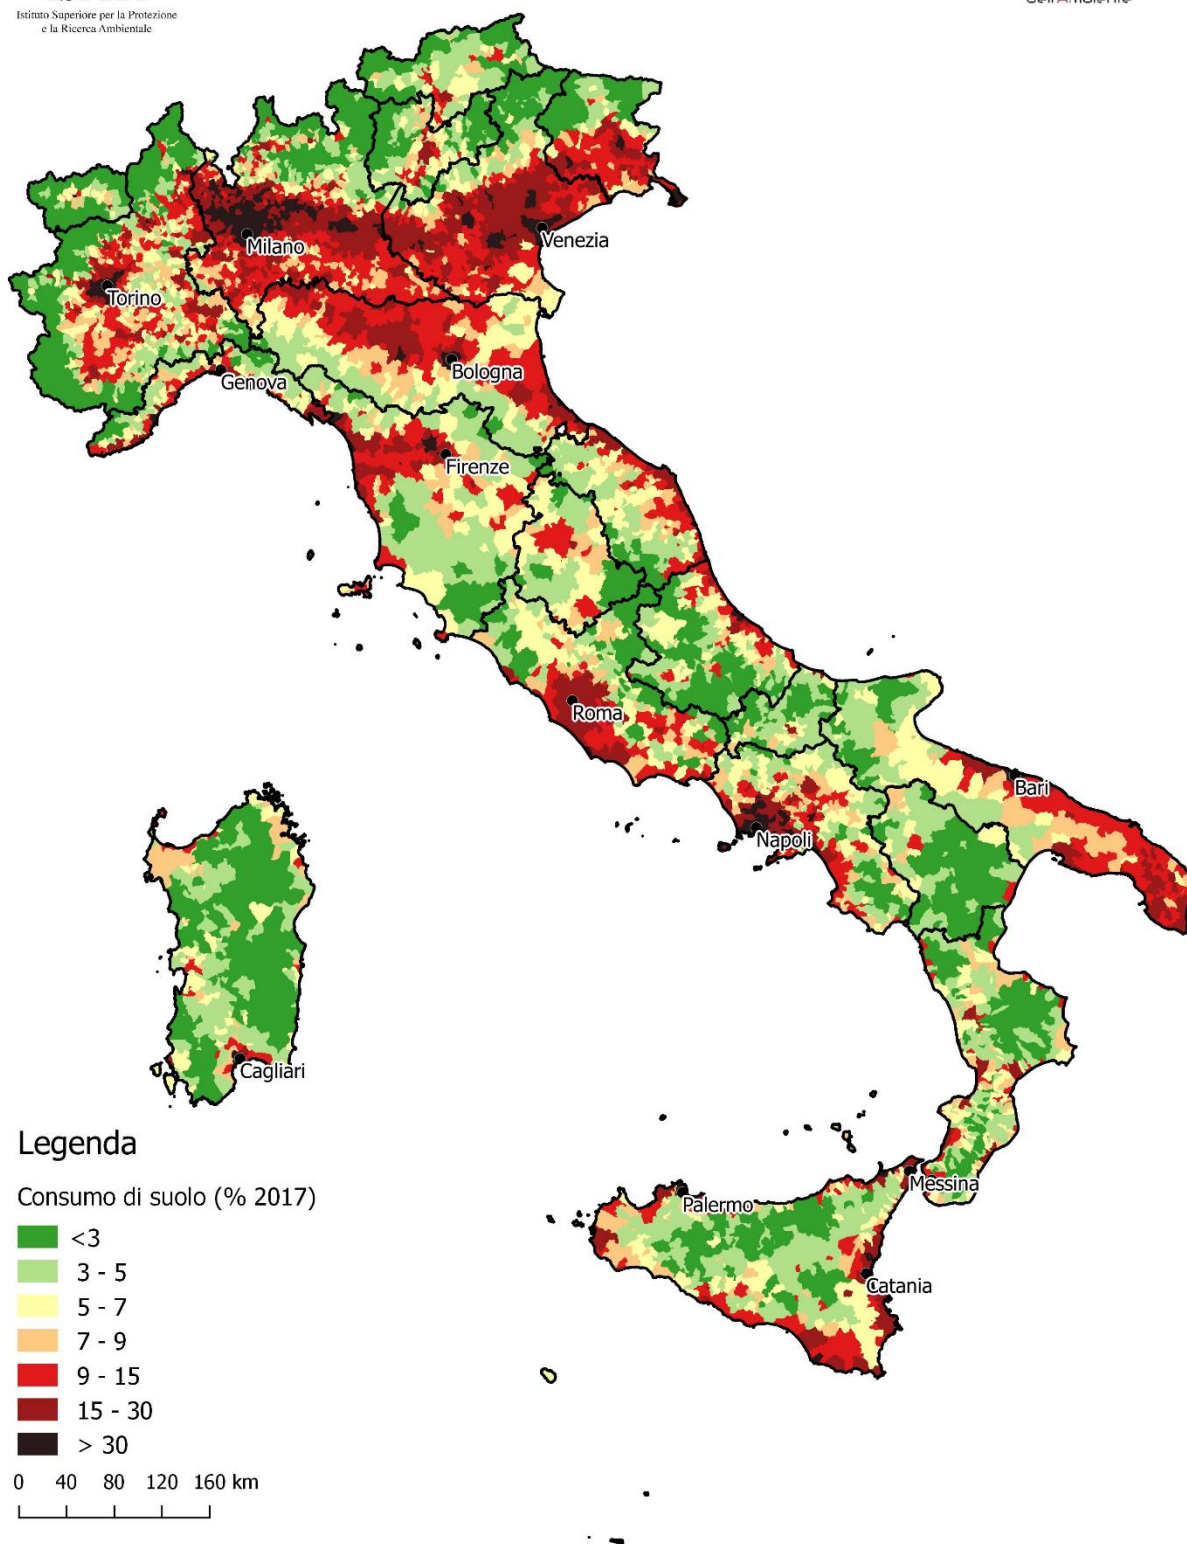 Istituto Superiore per la Protezione
e la Ricerca Ambientale
Milano
Venezia
Torino
Bologna
Genova
Firenze
Roma
Bari
Napoli
Cagliari
Messina
Palermo
Catania
Legenda
Consumo di suolo (% 2017)
<3
3 - 5
5 - 7
7 - 9
9 - 15
15 - 30
> 30
0 40 80 120 160 km